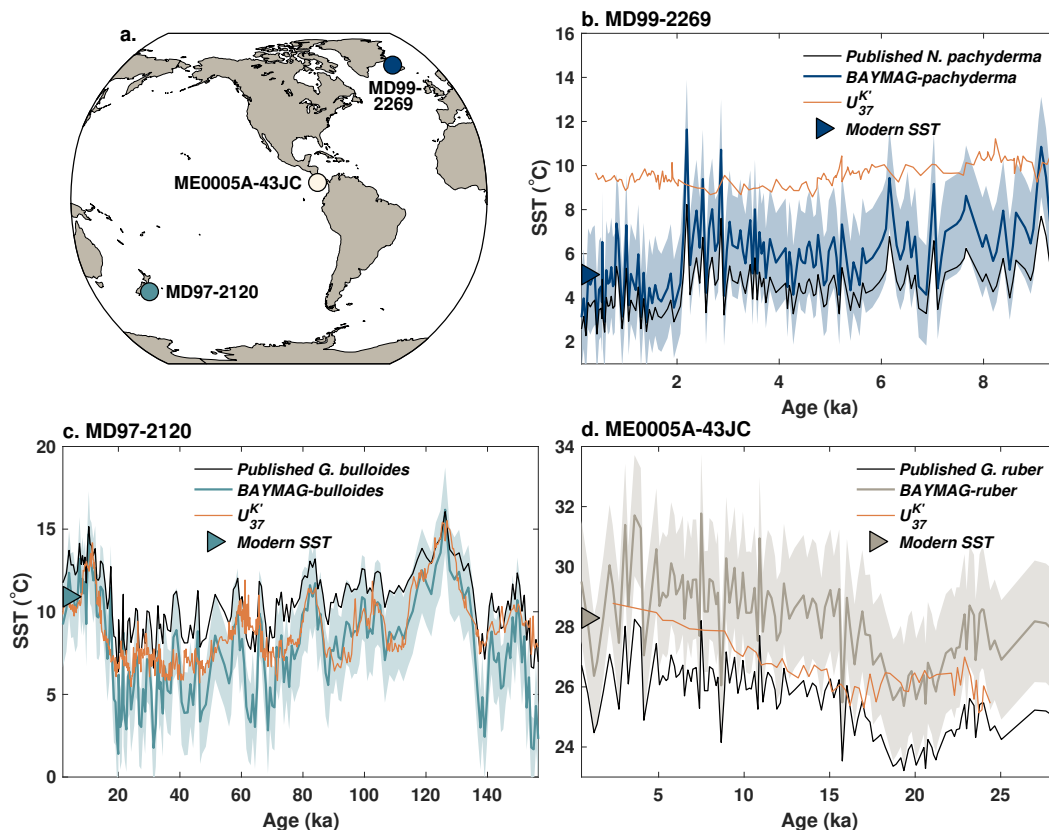 a.
MD99-
2269
ME0005A-43JC
MD97-2120
b. MD99-2269
Published N. pachyderma
BAYMAG-pachyderma
U37K'
Modern SST
SST (°C)
16
14
12
10
8
6
4
2
2 4 6 8
Age (ka)
c. MD97-2120
Published G. bulloides
BAYMAG-bulloides
U37K'
Modern SST
SST (°C)
20
15
10
5
0
20 40 60 80 100 120 140
Age (ka)
d. ME0005A-43JC
Published G. ruber
BAYMAG-ruber
U37K'
Modern SST
34
32
30
28
26
24
5 10 15 20 25
Age (ka)